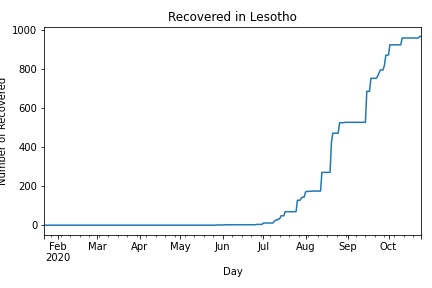 Recovered in Lesotho
Number of Recovered
1000
800
600
400
200
0
Feb Mar Apr May Jun Jul Aug Sep Oct
2020
Day